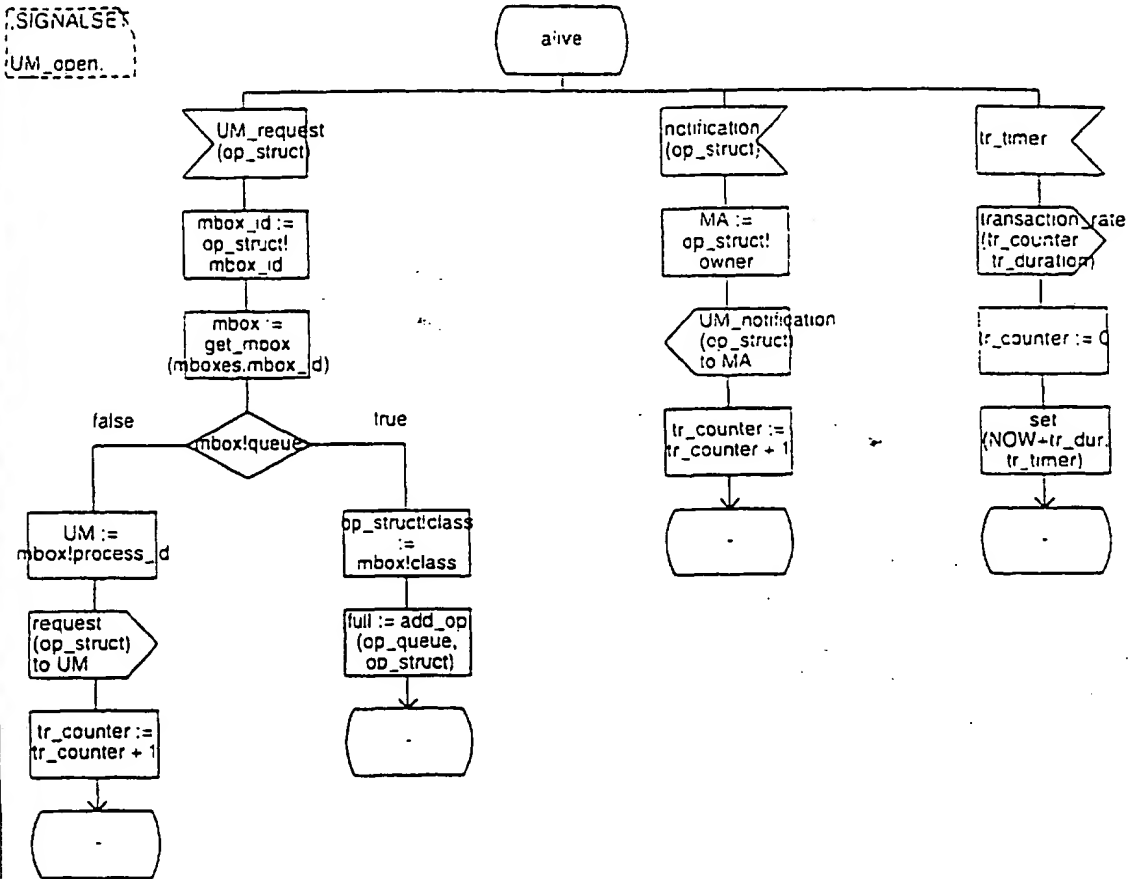 SIGNALSET
UM_open.
alive
UM_request
(op_struct)
mbox_id :=
op_struct!
mbox_id
mbox :=
get_mbox
(mboxes.mbox_id)
false
true
mbox!queue
UM :=
mbox!process_id
request
(op_struct)
to UM
tr_counter :=
tr_counter + 1
-
op_struct!class
:=
mbox!class
full := add_op
(op_queue,
op_struct)
-
notification
(op_struct)
MA :=
op_struct!
owner
UM_notification
(op_struct)
to MA
tr_counter :=
tr_counter + 1
-
tr_timer
transaction_rate
(tr_counter
tr_duration)
tr_counter := 0
set
(NOW+tr_dur.
tr_timer)
-